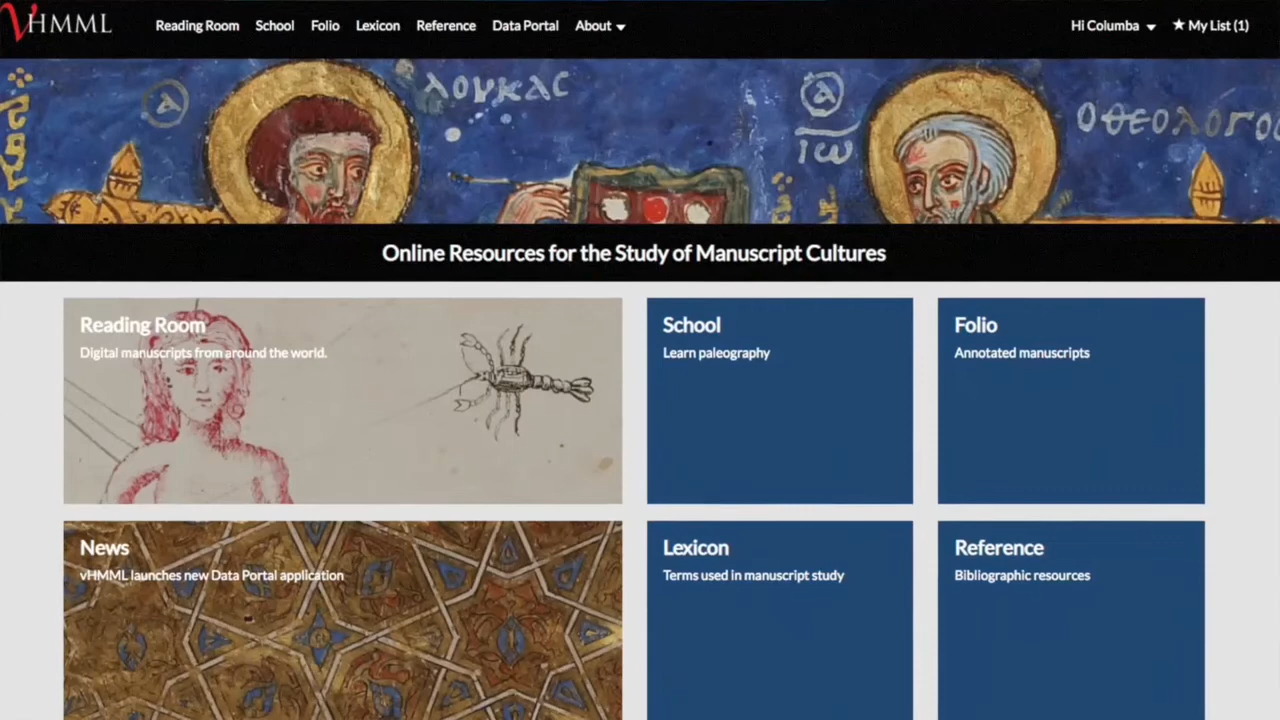 vHMML
Reading Room School Folio Lexicon Reference Data Portal About
Hi Columba ★ My List (1)
ⓐ
λουκας
ⓐ
ιω
οθεολογο
Online Resources for the Study of Manuscript Cultures
Reading Room
Digital manuscripts from around the world.
School
Learn paleography
Folio
Annotated manuscripts
News
vHMML launches new Data Portal application
Lexicon
Terms used in manuscript study
Reference
Bibliographic resources